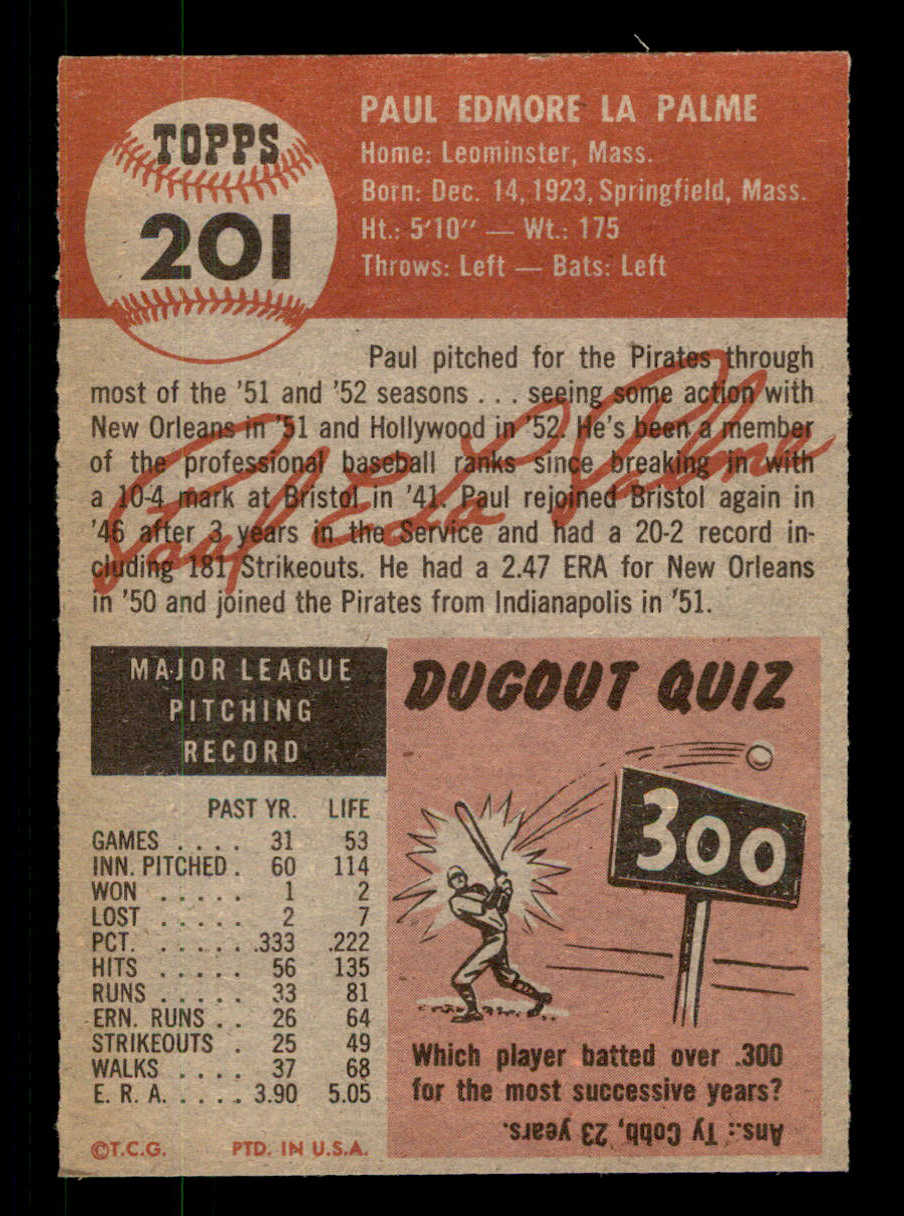 TOPPS
201
PAUL EDMORE LA PALME
Home: Leominster, Mass.
Born: Dec. 14, 1923, Springfield, Mass.
Ht.: 5'10" — Wt.: 175
Throws: Left — Bats: Left
Paul pitched for the Pirates through
most of the '51 and '52 seasons . . . seeing some action with
New Orleans in '51 and Hollywood in '52. He's been a member
of the professional baseball ranks since breaking in with
a 10-4 mark at Bristol in '41. Paul rejoined Bristol again in
'46 after 3 years in the Service and had a 20-2 record in-
cluding 181 Strikeouts. He had a 2.47 ERA for New Orleans
in '50 and joined the Pirates from Indianapolis in '51.
Paul E La Palme
MAJOR LEAGUE
PITCHING
RECORD
PAST YR. LIFE
GAMES . . . . 31 53
INN. PITCHED . 60 114
WON . . . . . 1 2
LOST . . . . . 2 7
PCT. . . . . . .333 .222
HITS . . . . . 56 135
RUNS . . . . . 33 81
ERN. RUNS . . 26 64
STRIKEOUTS . 25 49
WALKS . . . . 37 68
E. R. A. . . . . 3.90 5.05
©T.C.G. PTD. IN U.S.A.
DUGOUT QUIZ
300
Which player batted over .300
for the most successive years?
Ans.: Ty Cobb, 23 years.